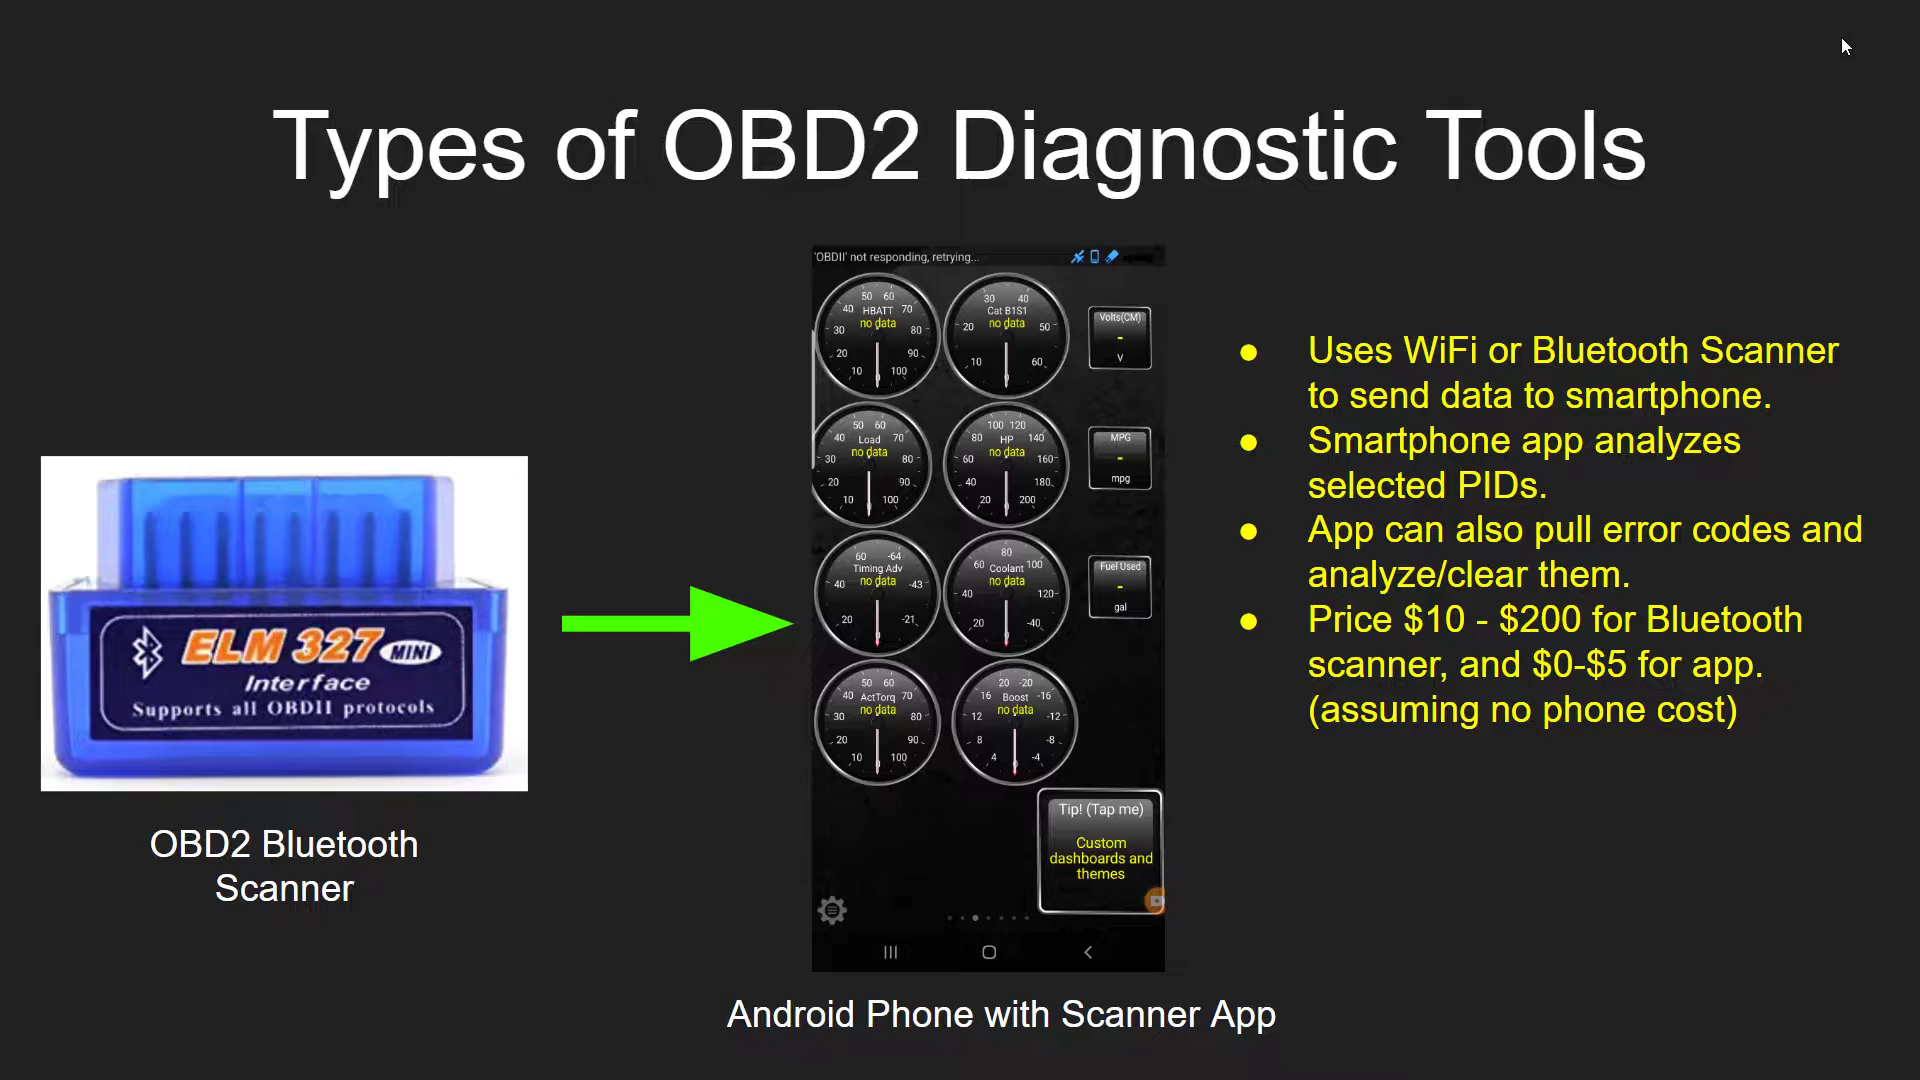 Types of OBD2 Diagnostic Tools
'OBDII' not responding, retrying...
50 60
40 HBATT 70
no data
30 80
20 90
10 0 100
30 40
Cat B1S1
no data
20 50
10 60
0
Volts(CM)
-
V
50 60
40 Load 70
no data
30 80
20 90
10 0 100
100 120
80 HP 140
no data
60 160
40 180
20 0 200
MPG
-
mpg
60 -64
Timing Adv
no data
40 -43
20 -21
0
80
60 Coolant 100
no data
40 120
20 -40
0
Fuel Used
-
gal
50 60
40 ActTorq 70
no data
30 80
20 90
10 0 100
20 -20
16 Boost -16
no data
12 -12
8 -8
4 0 -4
Tip! (Tap me)
Custom
dashboards and
themes
ELM 327 MINI
Interface
Supports all OBDII protocols
OBD2 Bluetooth
Scanner
Android Phone with Scanner App
● Uses WiFi or Bluetooth Scanner
to send data to smartphone.
● Smartphone app analyzes
selected PIDs.
● App can also pull error codes and
analyze/clear them.
● Price $10 - $200 for Bluetooth
scanner, and $0-$5 for app.
(assuming no phone cost)